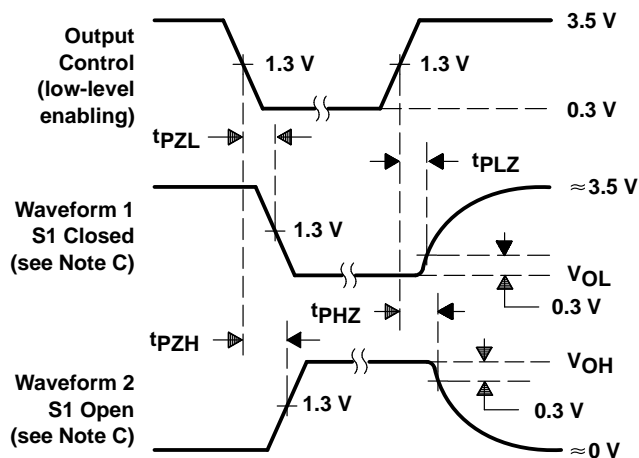 Output
Control
(low-level
enabling)
3.5 V
1.3 V
1.3 V
0.3 V
tPZL
tPLZ
Waveform 1
S1 Closed
(see Note C)
≈3.5 V
1.3 V
VOL
0.3 V
tPHZ
tPZH
Waveform 2
S1 Open
(see Note C)
VOH
1.3 V
0.3 V
≈0 V